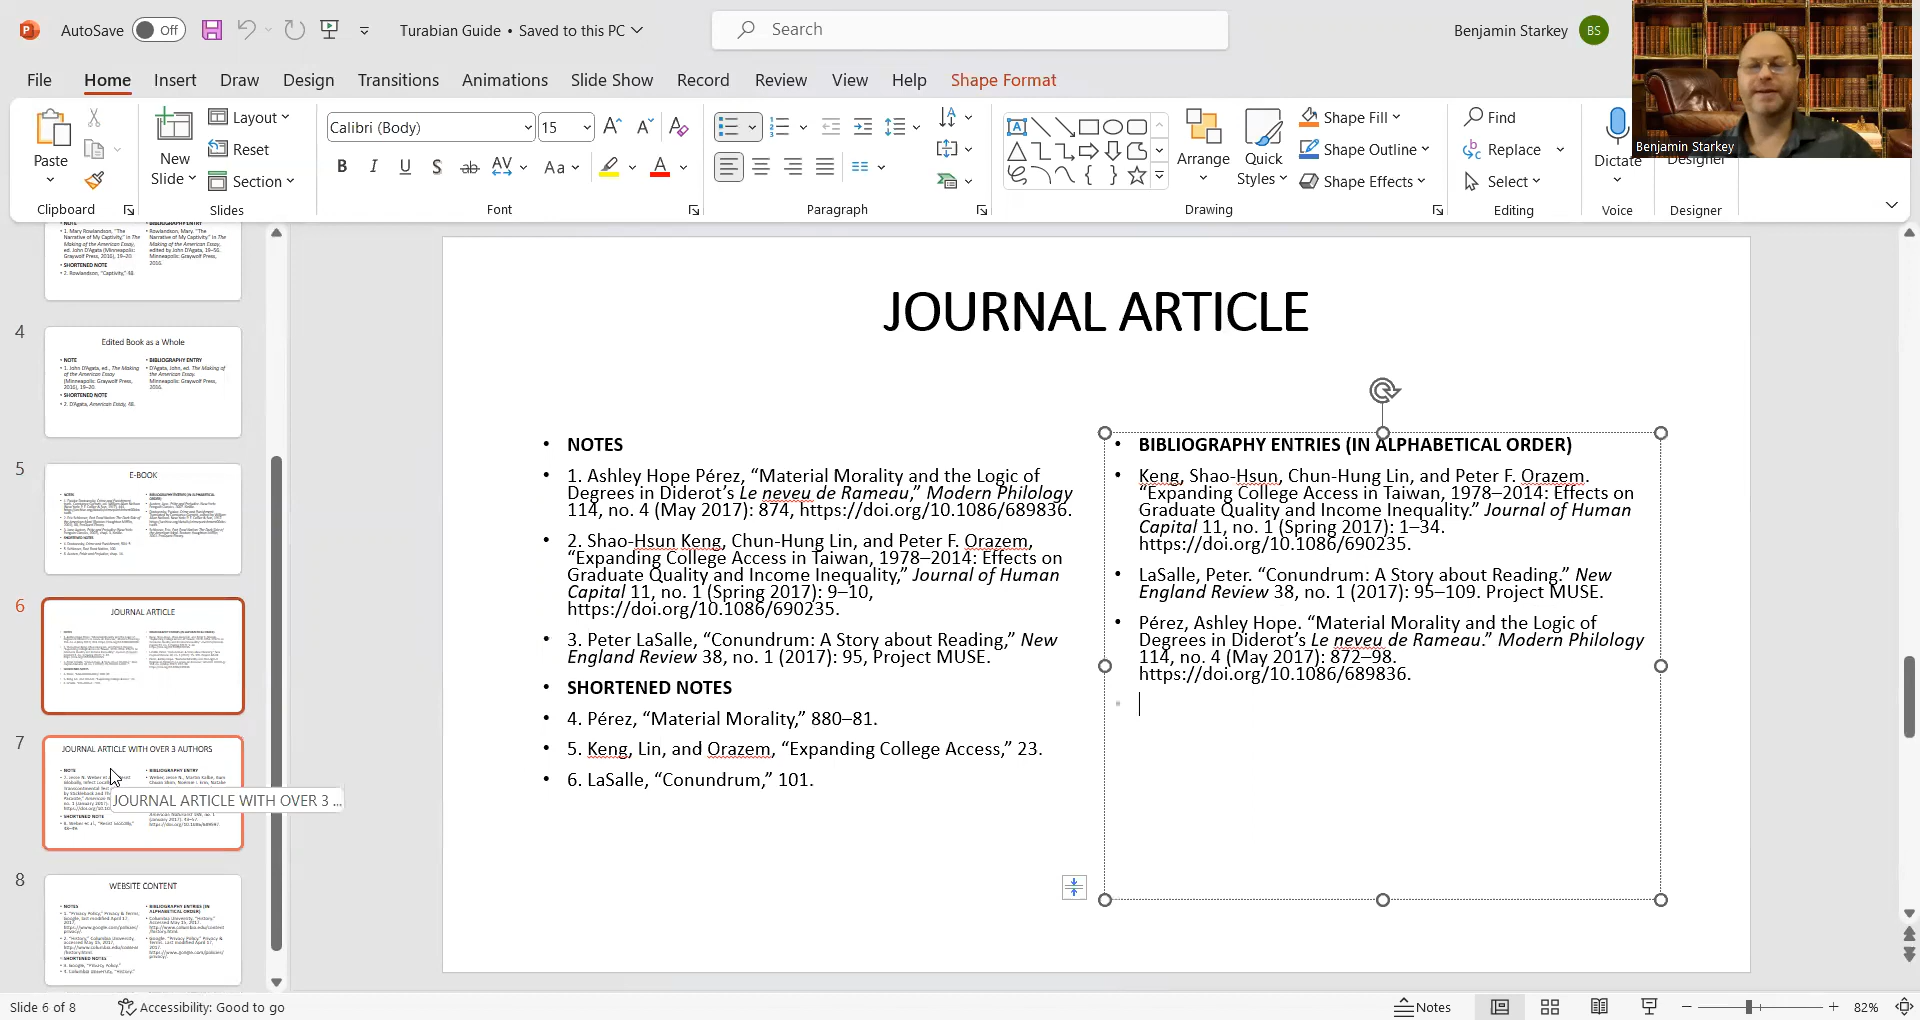 AutoSave Off Turabian Guide • Saved to this PC Search Benjamin Starkey BS
File Home Insert Draw Design Transitions Animations Slide Show Record Review View Help Shape Format
Paste
New
Slide
Layout
Reset
Section
Calibri (Body) 15
Shape Fill
Shape Outline
Shape Effects
Arrange Quick
Styles
Find
Replace
Select
Dictate
Designer
Benjamin Starkey
Clipboard Slides Font Paragraph Drawing Editing Voice Designer
4
Edited Book as a Whole
5
E-BOOK
6
JOURNAL ARTICLE
7
JOURNAL ARTICLE WITH OVER 3 AUTHORS
JOURNAL ARTICLE WITH OVER 3 ...
8
WEBSITE CONTENT
JOURNAL ARTICLE
• NOTES
• 1. Ashley Hope Pérez, “Material Morality and the Logic of
Degrees in Diderot’s Le neveu de Rameau,” Modern Philology
114, no. 4 (May 2017): 874, https://doi.org/10.1086/689836.
• 2. Shao-Hsun Keng, Chun-Hung Lin, and Peter F. Orazem,
“Expanding College Access in Taiwan, 1978–2014: Effects on
Graduate Quality and Income Inequality,” Journal of Human
Capital 11, no. 1 (Spring 2017): 9–10,
https://doi.org/10.1086/690235.
• 3. Peter LaSalle, “Conundrum: A Story about Reading,” New
England Review 38, no. 1 (2017): 95, Project MUSE.
• SHORTENED NOTES
• 4. Pérez, “Material Morality,” 880–81.
• 5. Keng, Lin, and Orazem, “Expanding College Access,” 23.
• 6. LaSalle, “Conundrum,” 101.
• BIBLIOGRAPHY ENTRIES (IN ALPHABETICAL ORDER)
• Keng, Shao-Hsun, Chun-Hung Lin, and Peter F. Orazem.
“Expanding College Access in Taiwan, 1978–2014: Effects on
Graduate Quality and Income Inequality.” Journal of Human
Capital 11, no. 1 (Spring 2017): 1–34.
https://doi.org/10.1086/690235.
• LaSalle, Peter. “Conundrum: A Story about Reading.” New
England Review 38, no. 1 (2017): 95–109. Project MUSE.
• Pérez, Ashley Hope. “Material Morality and the Logic of
Degrees in Diderot’s Le neveu de Rameau.” Modern Philology
114, no. 4 (May 2017): 872–98.
https://doi.org/10.1086/689836.
Slide 6 of 8 Accessibility: Good to go Notes 82%